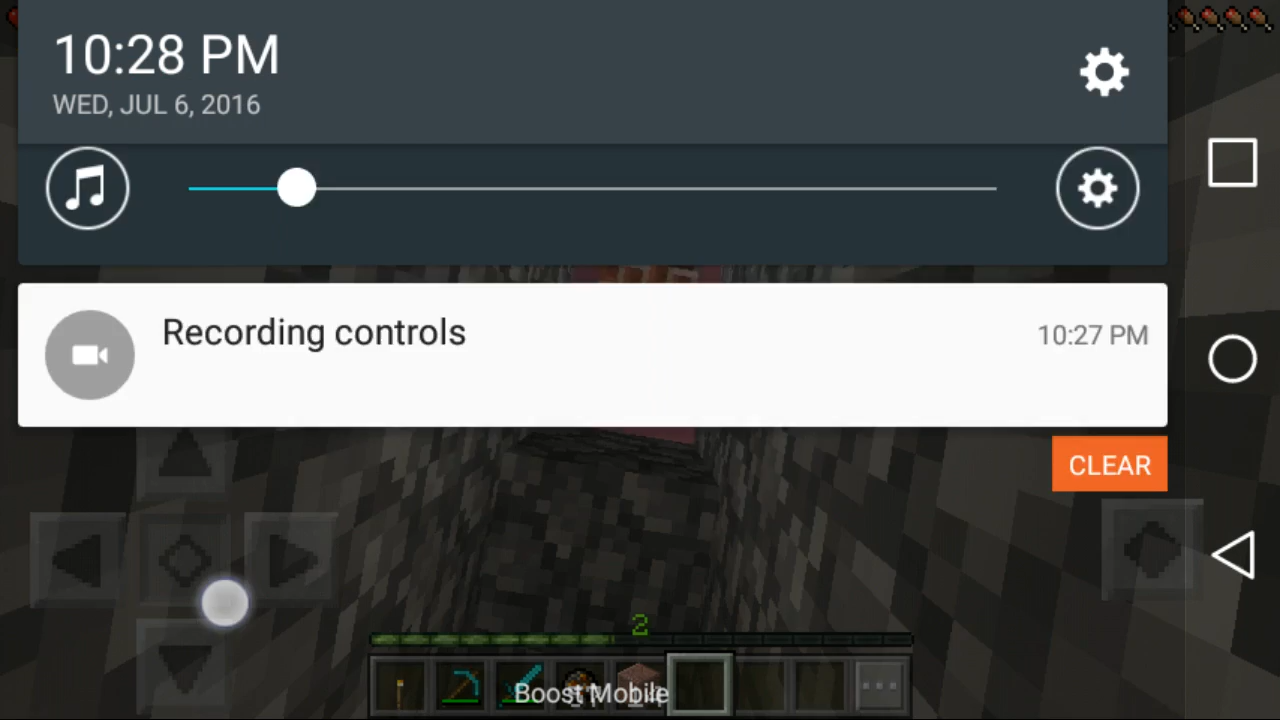 10:28 PM
WED, JUL 6, 2016
Recording controls
10:27 PM
CLEAR
2
Boost Mobile